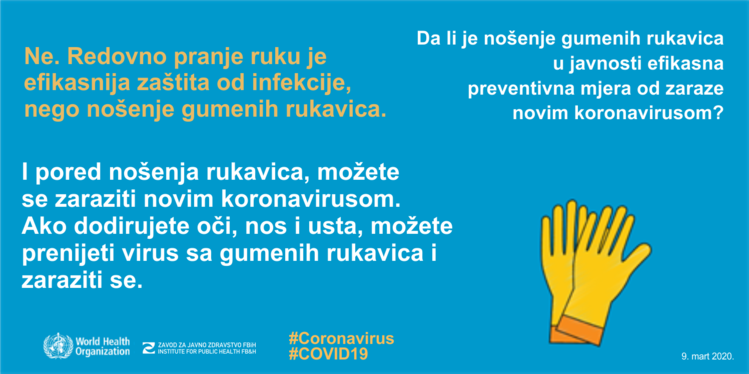 Da li je nošenje gumenih rukavica
u javnosti efikasna
preventivna mjera od zaraze
novim koronavirusom?
Ne. Redovno pranje ruku je
efikasnija zaštita od infekcije,
nego nošenje gumenih rukavica.
I pored nošenja rukavica, možete
se zaraziti novim koronavirusom.
Ako dodirujete oči, nos i usta, možete
prenijeti virus sa gumenih rukavica i
zaraziti se.
World Health
Organization
ZAVOD ZA JAVNO ZDRAVSTVO FBiH
INSTITUTE FOR PUBLIC HEALTH FB&H
#Coronavirus
#COVID19
9. mart 2020.